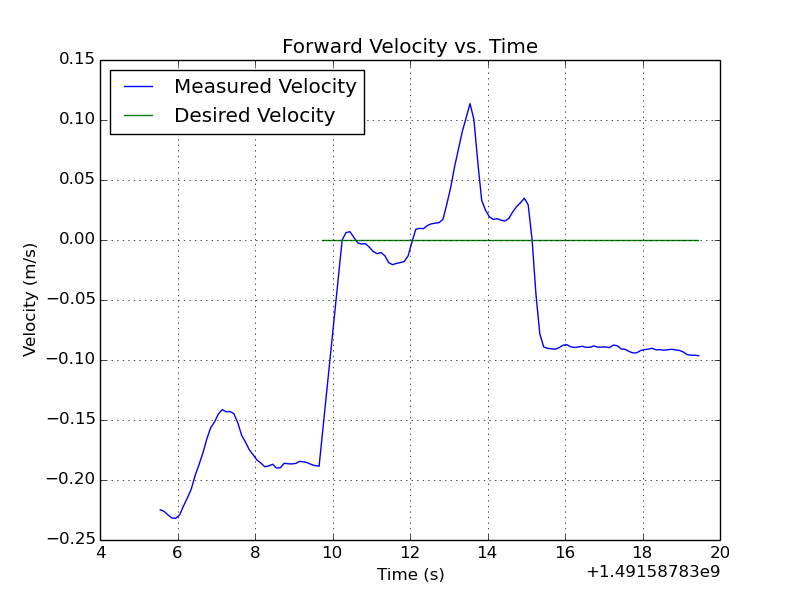 Forward Velocity vs. Time
0.15
0.10
0.05
0.00
−0.05
−0.10
−0.15
−0.20
−0.25
Velocity (m/s)
Measured Velocity
Desired Velocity
4 6 8 10 12 14 16 18 20
Time (s)
+1.49158783e9